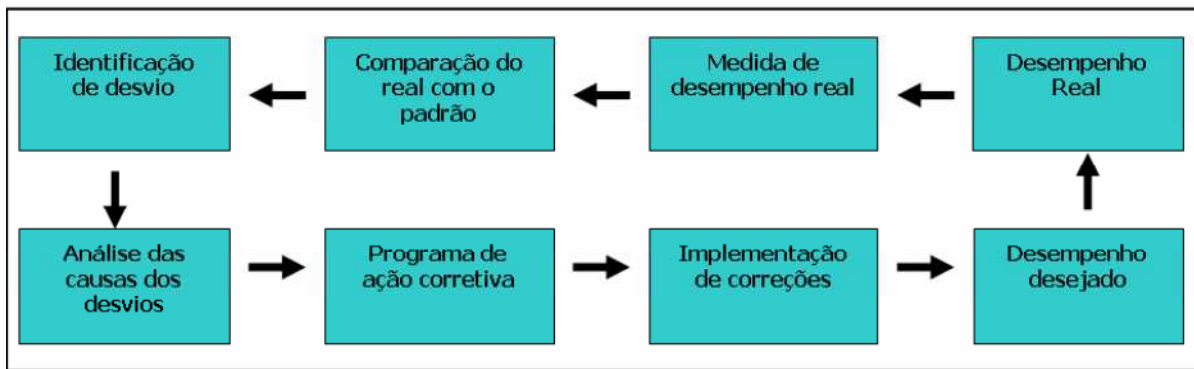 Identificação
de desvio
Comparação do
real com o
padrão
Medida de
desempenho real
Desempenho
Real
Análise das
causas dos
desvios
Programa de
ação corretiva
Implementação
de correções
Desempenho
desejado